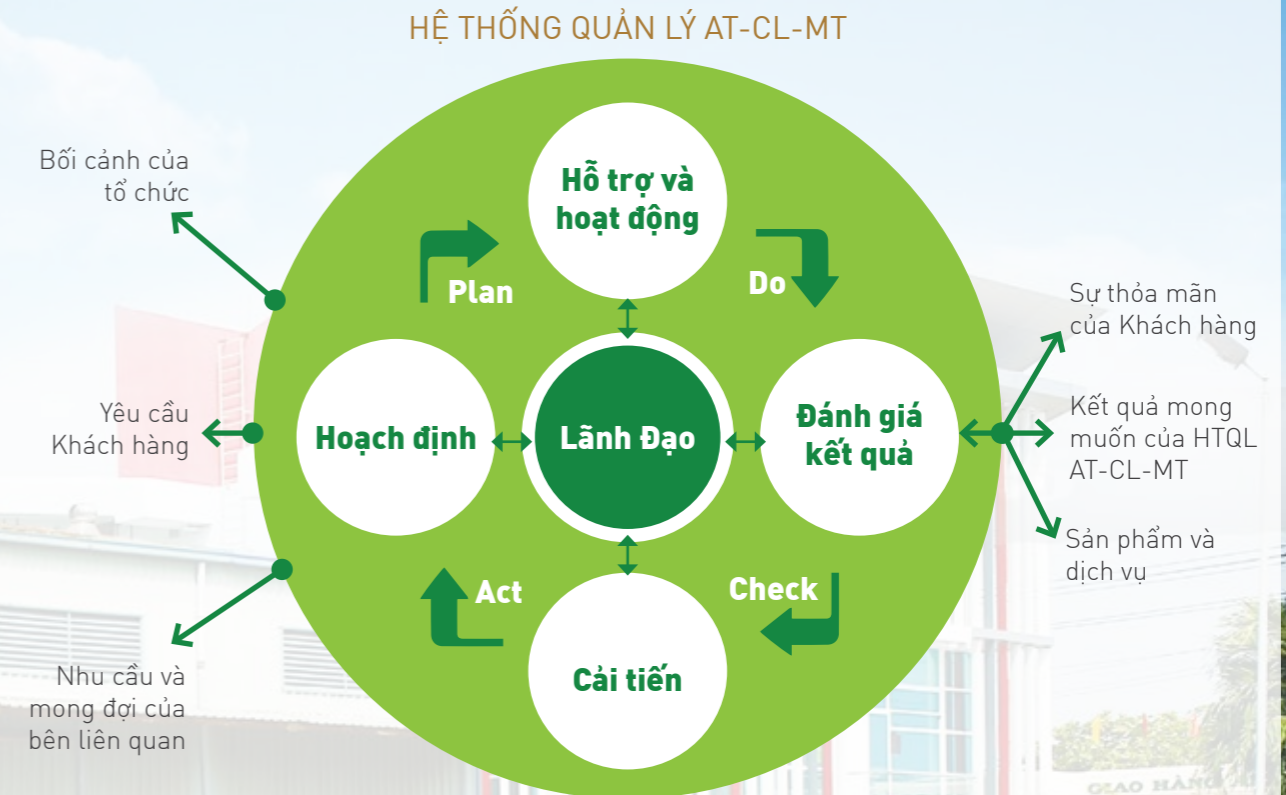 HỆ THỐNG QUẢN LÝ AT-CL-MT
Bối cảnh của
tổ chức
Hỗ trợ và
hoạt động
Plan
Do
Sự thỏa mãn
của Khách hàng
Yêu cầu
Khách hàng
Hoạch định
Lãnh Đạo
Đánh giá
kết quả
Kết quả mong
muốn của HTQL
AT-CL-MT
Sản phẩm và
dịch vụ
Act
Check
Cải tiến
Nhu cầu và
mong đợi của
bên liên quan
GIAO HÀNG